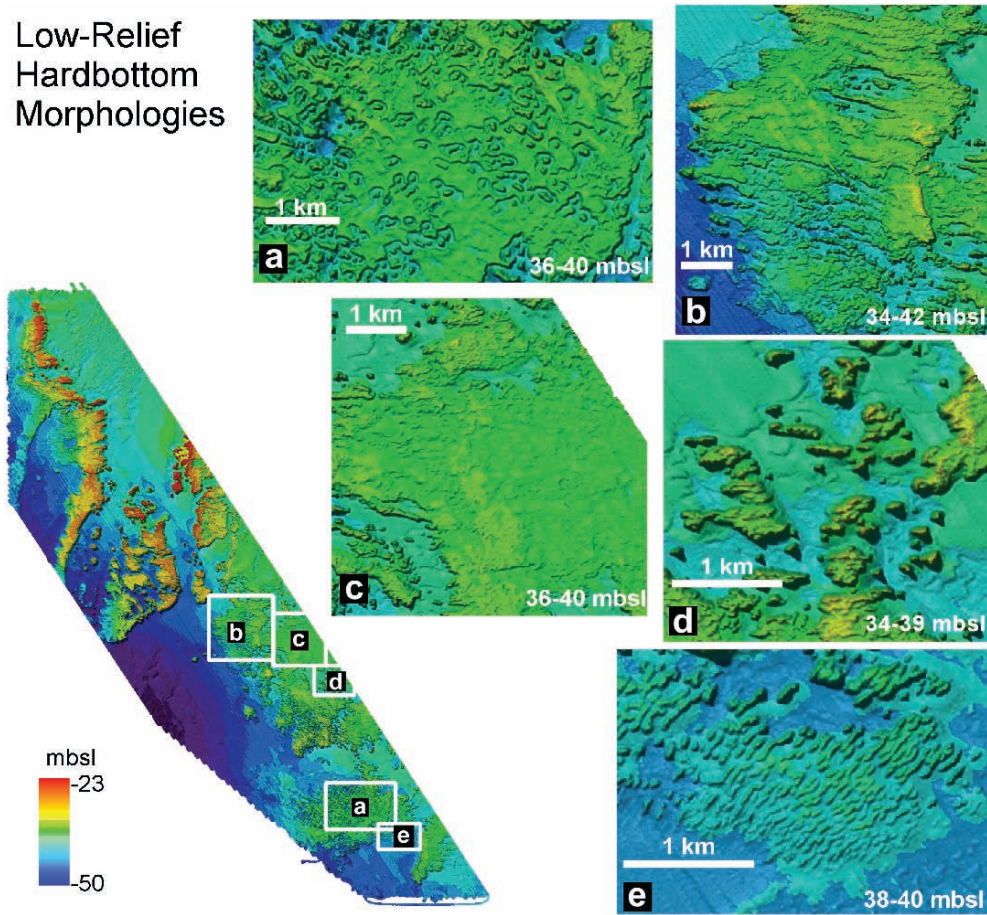 Low-Relief
Hardbottom
Morphologies
1 km
a
36-40 mbsl
1 km
b
34-42 mbsl
1 km
c
36-40 mbsl
1 km
d
34-39 mbsl
1 km
e
38-40 mbsl
b
c
d
a
e
mbsl
-23
-50